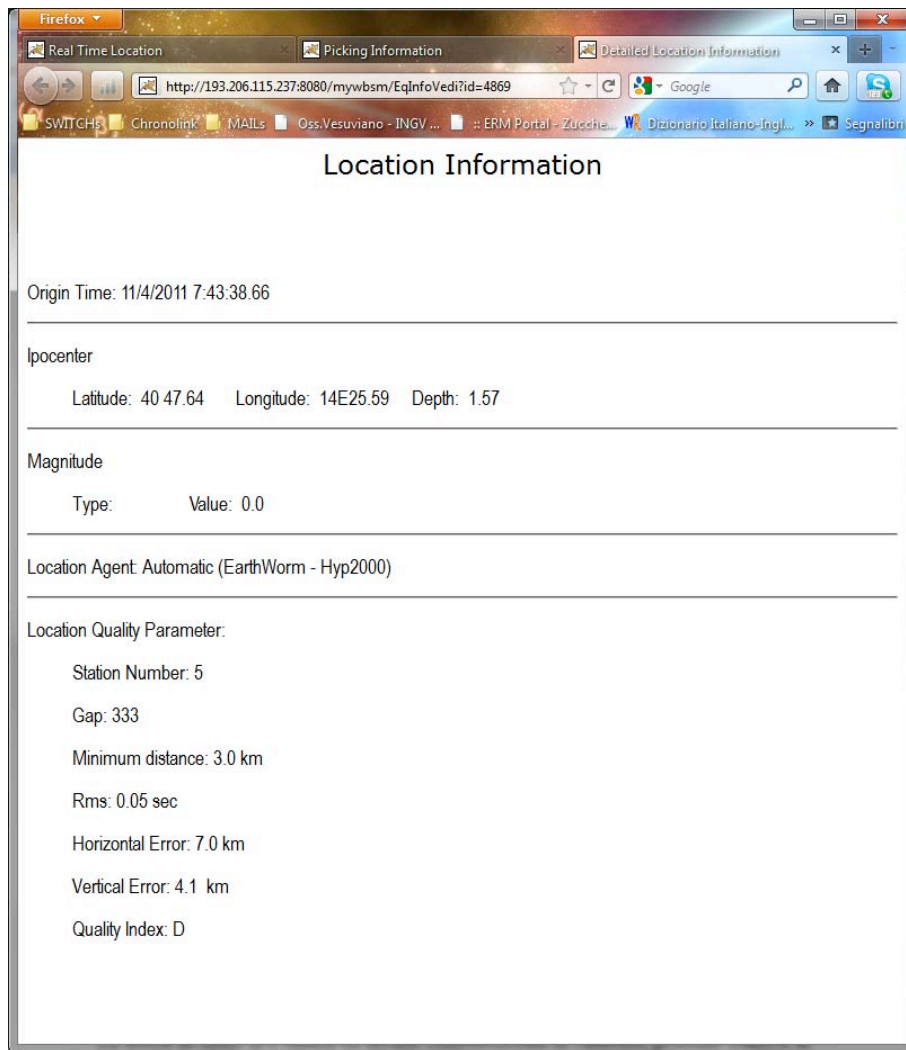 Firefox
Real Time Location
Picking Information
Detailed Location Information
http://193.206.115.237:8080/mywbsm/EqInfoVedi?id=4869
Google
SWITCHs Chronolink MAILs Oss.Vesuviano - INGV ... :: ERM Portal - Zucche... Dizionario Italiano-Ingl... » Segnalibri
Location Information
Origin Time: 11/4/2011 7:43:38.66
Ipocenter
Latitude: 40 47.64 Longitude: 14E25.59 Depth: 1.57
Magnitude
Type: Value: 0.0
Location Agent: Automatic (EarthWorm - Hyp2000)
Location Quality Parameter:
Station Number: 5
Gap: 333
Minimum distance: 3.0 km
Rms: 0.05 sec
Horizontal Error: 7.0 km
Vertical Error: 4.1 km
Quality Index: D